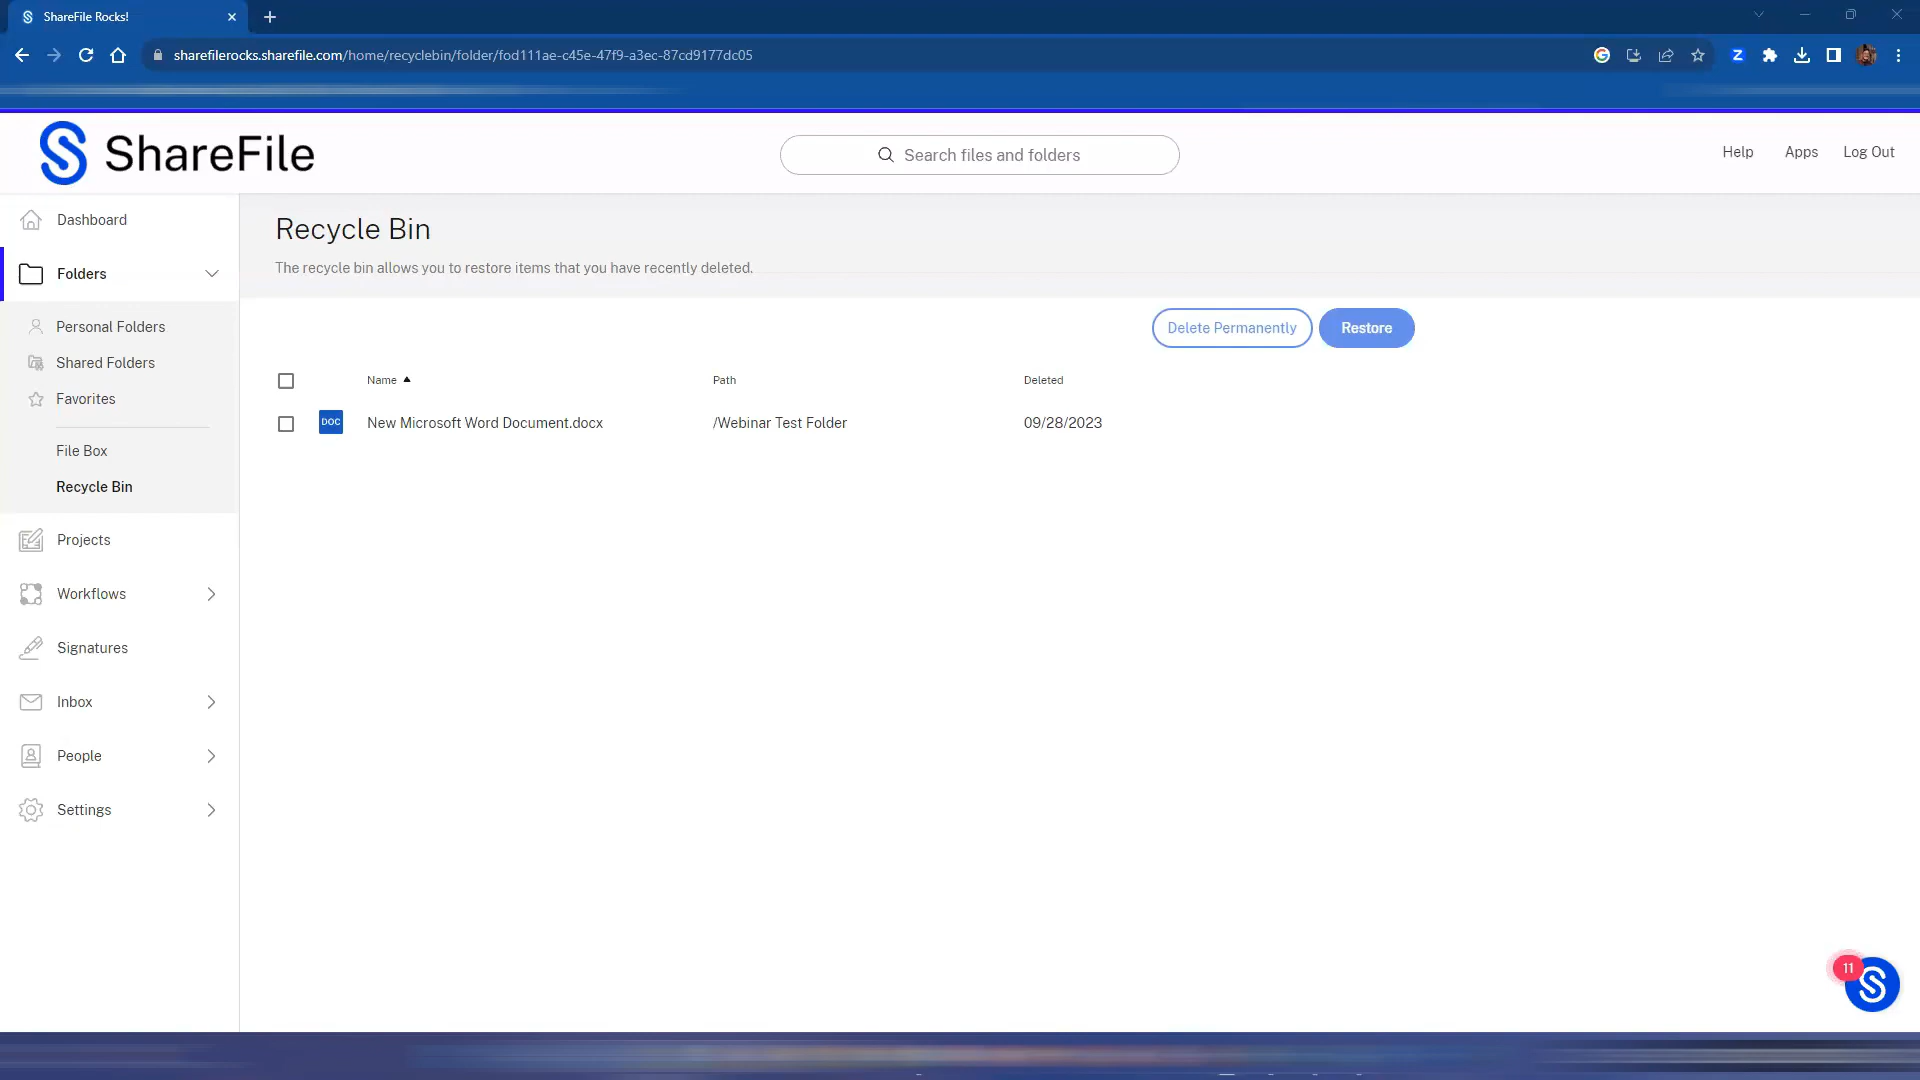 ShareFile Rocks!
sharefilerocks.sharefile.com/home/recyclebin/folder/fod111ae-c45e-47f9-a3ec-87cd9177dc05
G
Z
ShareFile
Search files and folders
Help Apps Log Out
Dashboard
Folders
Personal Folders
Shared Folders
Favorites
File Box
Recycle Bin
Projects
Workflows
Signatures
Inbox
People
Settings
Recycle Bin
The recycle bin allows you to restore items that you have recently deleted.
Delete Permanently Restore
Name Path Deleted
DOC New Microsoft Word Document.docx /Webinar Test Folder 09/28/2023
11